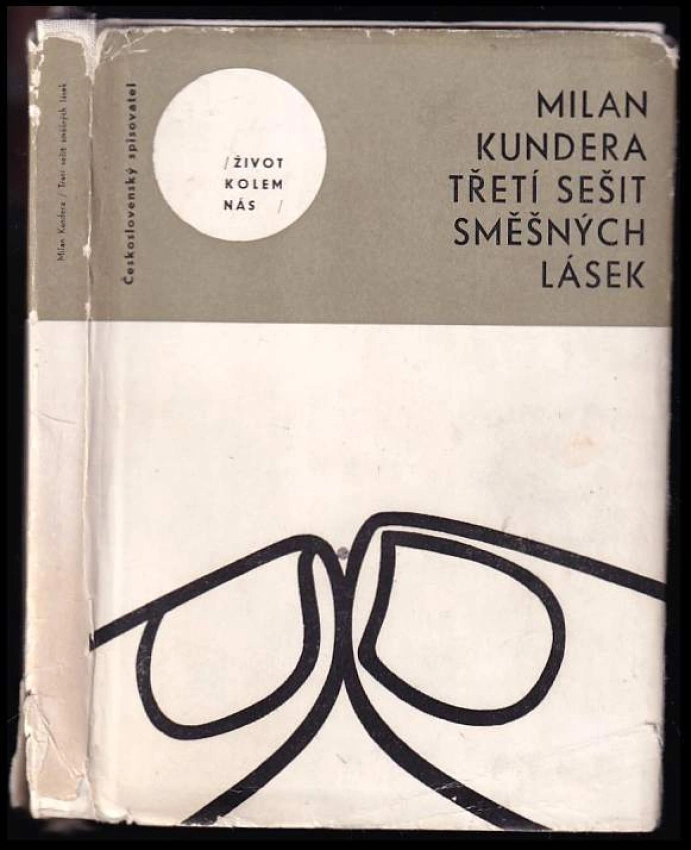 Milan Kundera / Třetí sešit směšných lásek
Československý spisovatel
/ŽIVOT
KOLEM
NÁS /
MILAN
KUNDERA
TŘETÍ SEŠIT
SMĚŠNÝCH
LÁSEK